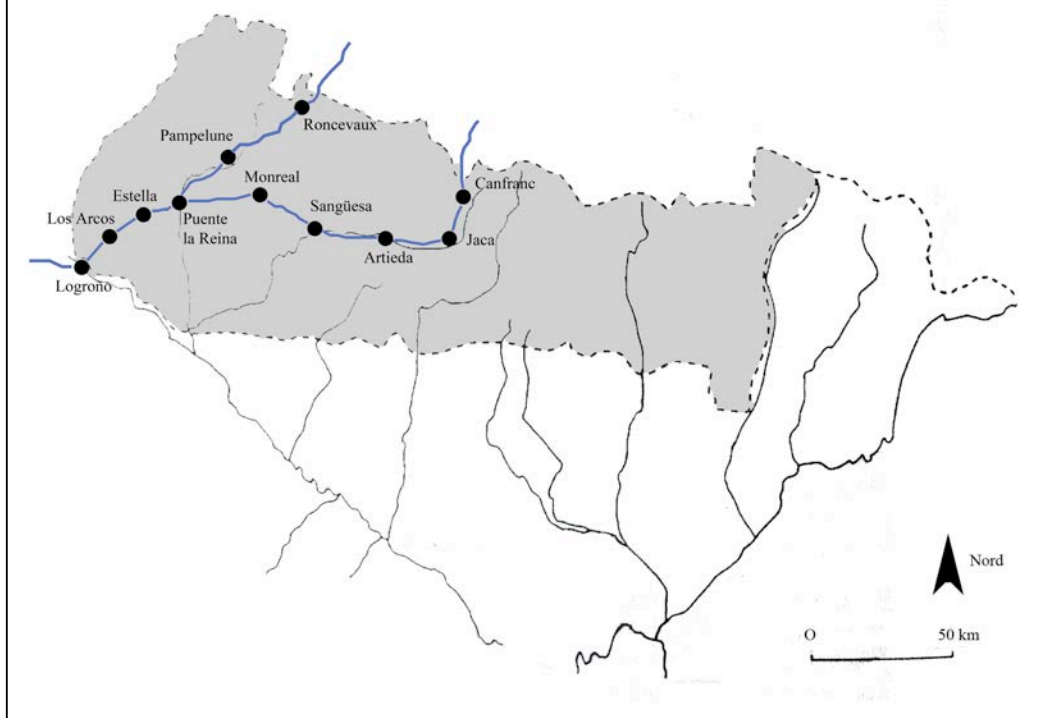 Roncevaux
Pampelune
Monreal
Canfranc
Estella
Sangüesa
Los Arcos
Puente
la Reina
Jaca
Artieda
Logroño
Nord
O
50 km